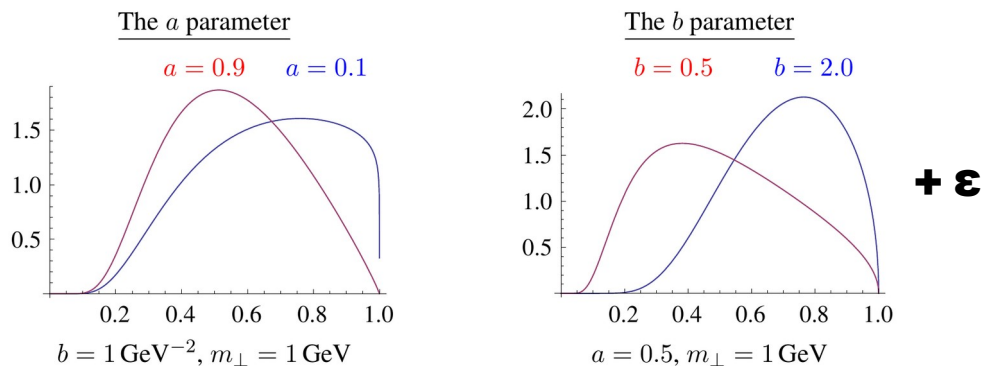 The a parameter
a = 0.9 a = 0.1
1.5
1.0
0.5
0.2 0.4 0.6 0.8 1.0
b = 1 GeV⁻², m⊥ = 1 GeV
The b parameter
b = 0.5 b = 2.0
2.0
1.5
1.0
0.5
0.2 0.4 0.6 0.8 1.0
a = 0.5, m⊥ = 1 GeV
+ ε